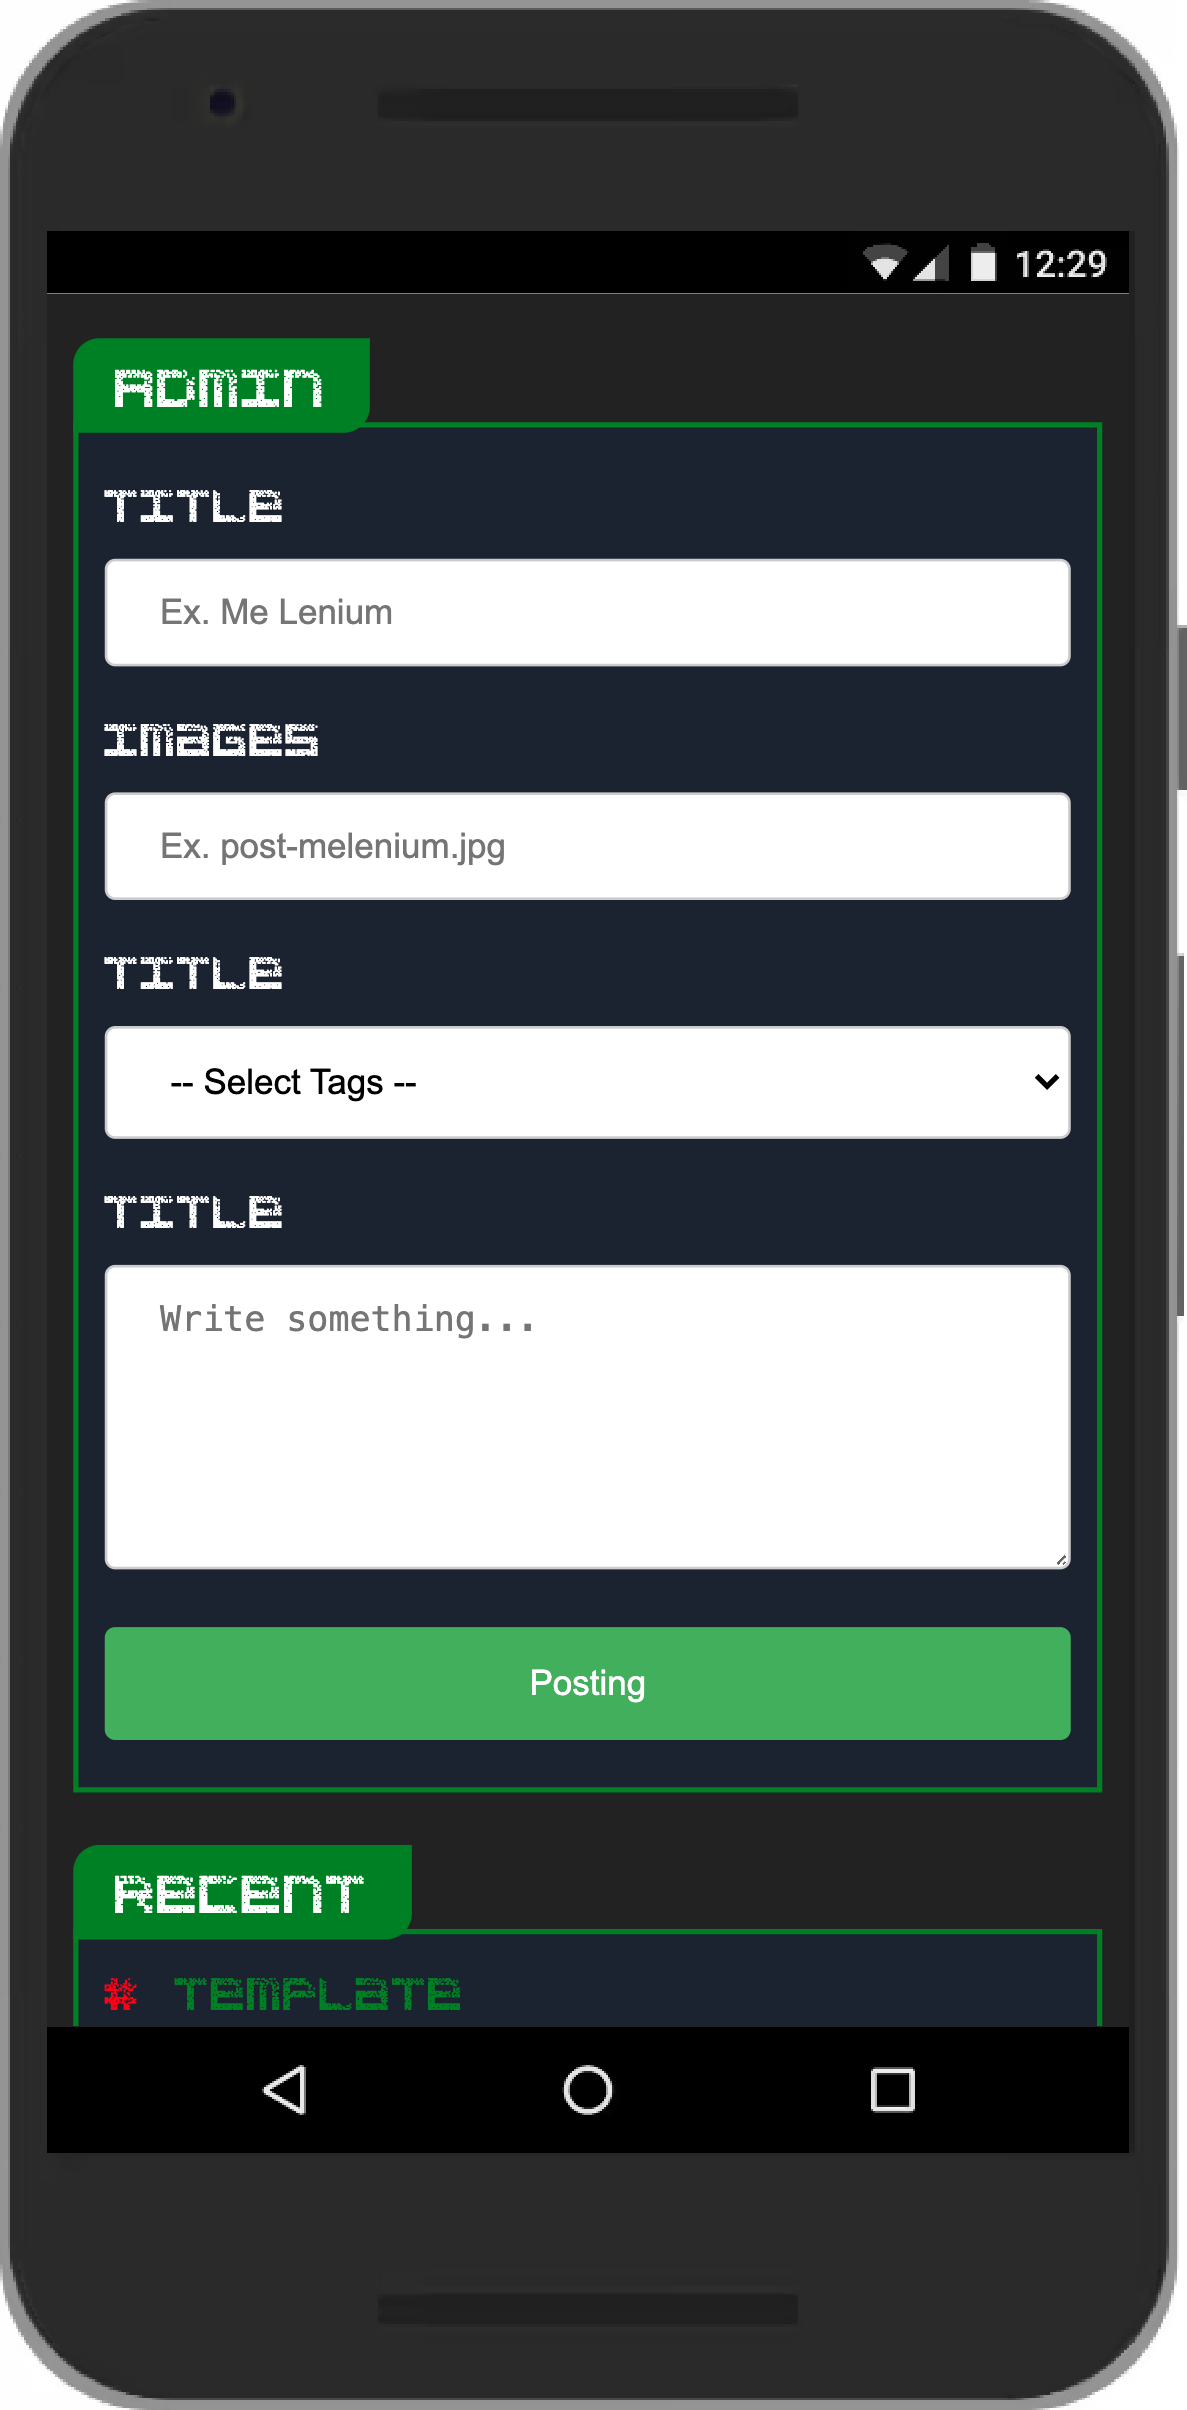 12:29
ADMIN
TITLE
Ex. Me Lenium
IMAGES
Ex. post-melenium.jpg
TITLE
-- Select Tags --
TITLE
Write something...
Posting
RECENT
# TEMPLATE